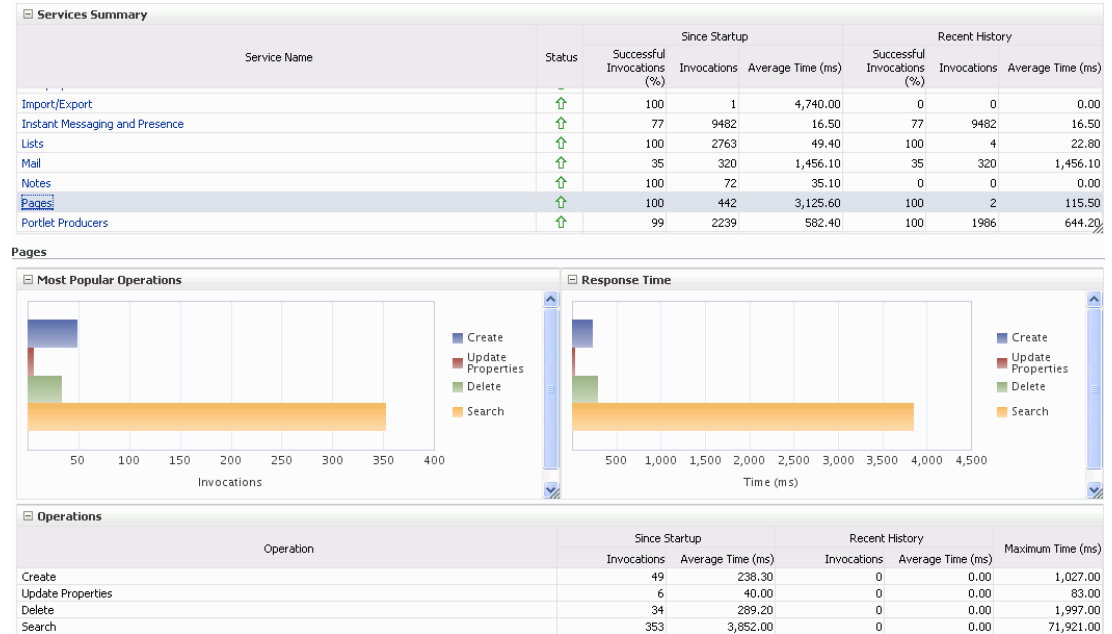 Services Summary
Service Name Status Since Startup Recent History
Successful Invocations (%) Invocations Average Time (ms) Successful Invocations (%) Invocations Average Time (ms)
Import/Export 100 1 4,740.00 0 0 0.00
Instant Messaging and Presence 77 9482 16.50 77 9482 16.50
Lists 100 2763 49.40 100 4 22.80
Mail 35 320 1,456.10 35 320 1,456.10
Notes 100 72 35.10 0 0 0.00
Pages 100 442 3,125.60 100 2 115.50
Portlet Producers 99 2239 582.40 100 1986 644.20
Pages
Most Popular Operations
Create
Update
Properties
Delete
Search
50 100 150 200 250 300 350 400
Invocations
Response Time
Create
Update
Properties
Delete
Search
500 1,000 1,500 2,000 2,500 3,000 3,500 4,000 4,500
Time (ms)
Operations
Operation Since Startup Recent History Maximum Time (ms)
Invocations Average Time (ms) Invocations Average Time (ms)
Create 49 238.30 0 0.00 1,027.00
Update Properties 6 40.00 0 0.00 83.00
Delete 34 289.20 0 0.00 1,997.00
Search 353 3,852.00 0 0.00 71,921.00